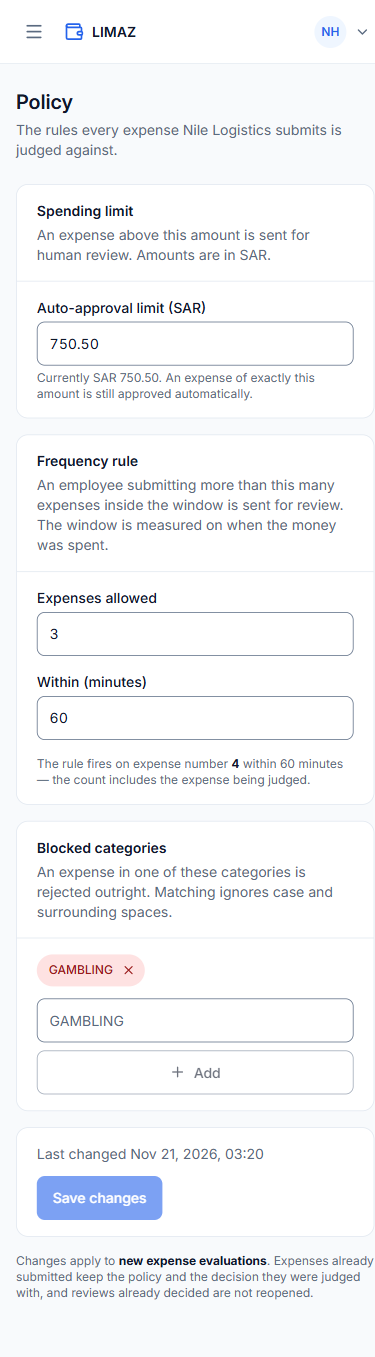 LIMAZ
NH
Policy
The rules every expense Nile Logistics submits is
judged against.
Spending limit
An expense above this amount is sent for
human review. Amounts are in SAR.
Auto-approval limit (SAR)
750.50
Currently SAR 750.50. An expense of exactly this
amount is still approved automatically.
Frequency rule
An employee submitting more than this many
expenses inside the window is sent for review.
The window is measured on when the money
was spent.
Expenses allowed
3
Within (minutes)
60
The rule fires on expense number 4 within 60 minutes
— the count includes the expense being judged.
Blocked categories
An expense in one of these categories is
rejected outright. Matching ignores case and
surrounding spaces.
GAMBLING ×
GAMBLING
+ Add
Last changed Nov 21, 2026, 03:20
Save changes
Changes apply to new expense evaluations. Expenses already
submitted keep the policy and the decision they were judged
with, and reviews already decided are not reopened.